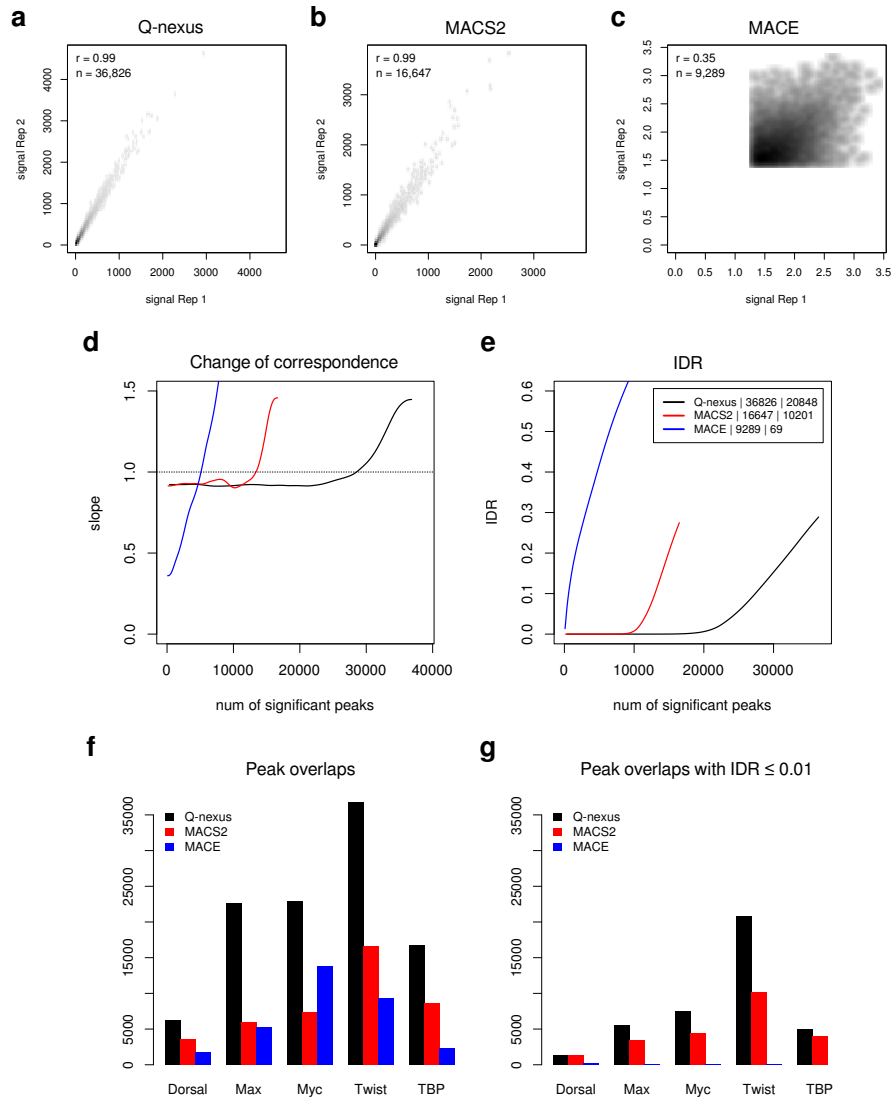 a
Q-nexus
r = 0.99
n = 36,826
signal Rep 2
0
1000
2000
3000
4000
0
1000
2000
3000
4000
signal Rep 1
b
MACS2
r = 0.99
n = 16,647
signal Rep 2
0
1000
2000
3000
0
1000
2000
3000
signal Rep 1
c
MACE
r = 0.35
n = 9,289
signal Rep 2
0.0
0.5
1.0
1.5
2.0
2.5
3.0
3.5
0.0
0.5
1.0
1.5
2.0
2.5
3.0
3.5
signal Rep 1
d
Change of correspondence
slope
0.0
0.5
1.0
1.5
0
10000
20000
30000
40000
num of significant peaks
e
IDR
Q-nexus | 36826 | 20848
MACS2 | 16647 | 10201
MACE | 9289 | 69
IDR
0.0
0.1
0.2
0.3
0.4
0.5
0.6
0
10000
20000
30000
num of significant peaks
f
Peak overlaps
Q-nexus
MACS2
MACE
0
5000
15000
25000
35000
Dorsal
Max
Myc
Twist
TBP
g
Peak overlaps with IDR ≤ 0.01
Q-nexus
MACS2
MACE
0
5000
15000
25000
35000
Dorsal
Max
Myc
Twist
TBP